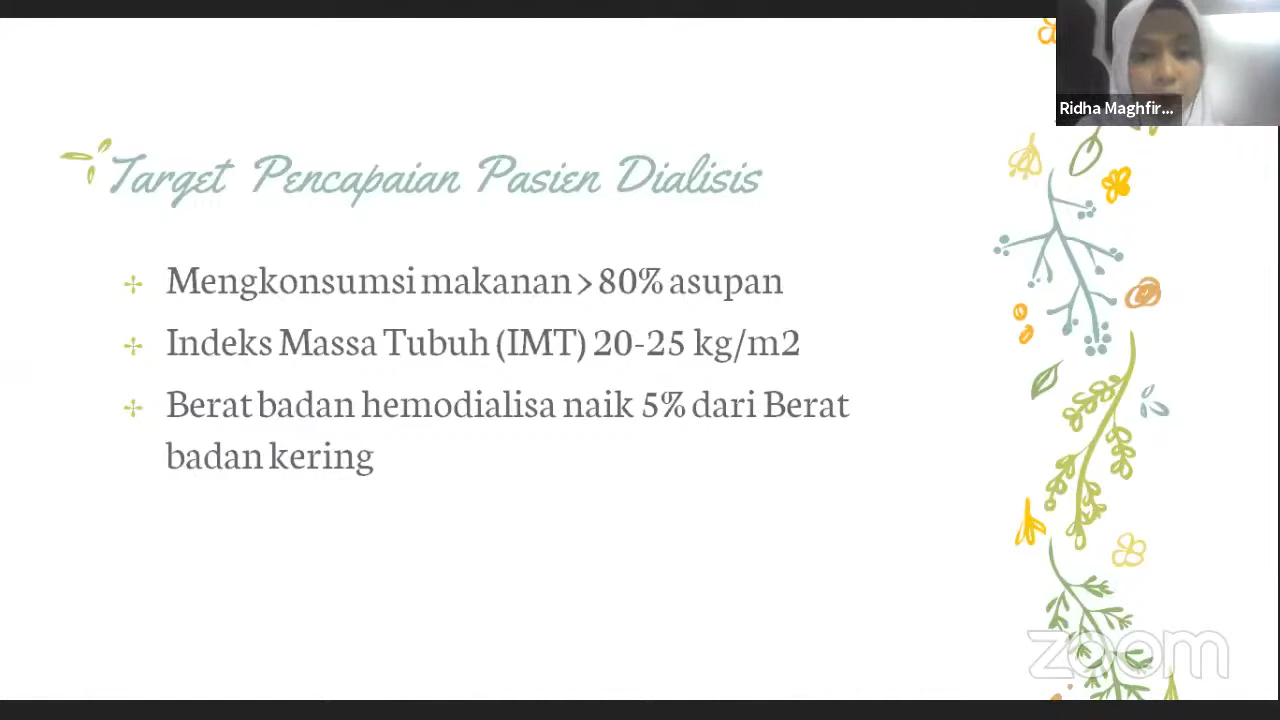 Ridha Maghfir...
Target Pencapaian Pasien Dialisis
Mengkonsumsi makanan > 80% asupan
Indeks Massa Tubuh (IMT) 20-25 kg/m2
Berat badan hemodialisa naik 5% dari Berat
badan kering
zoom